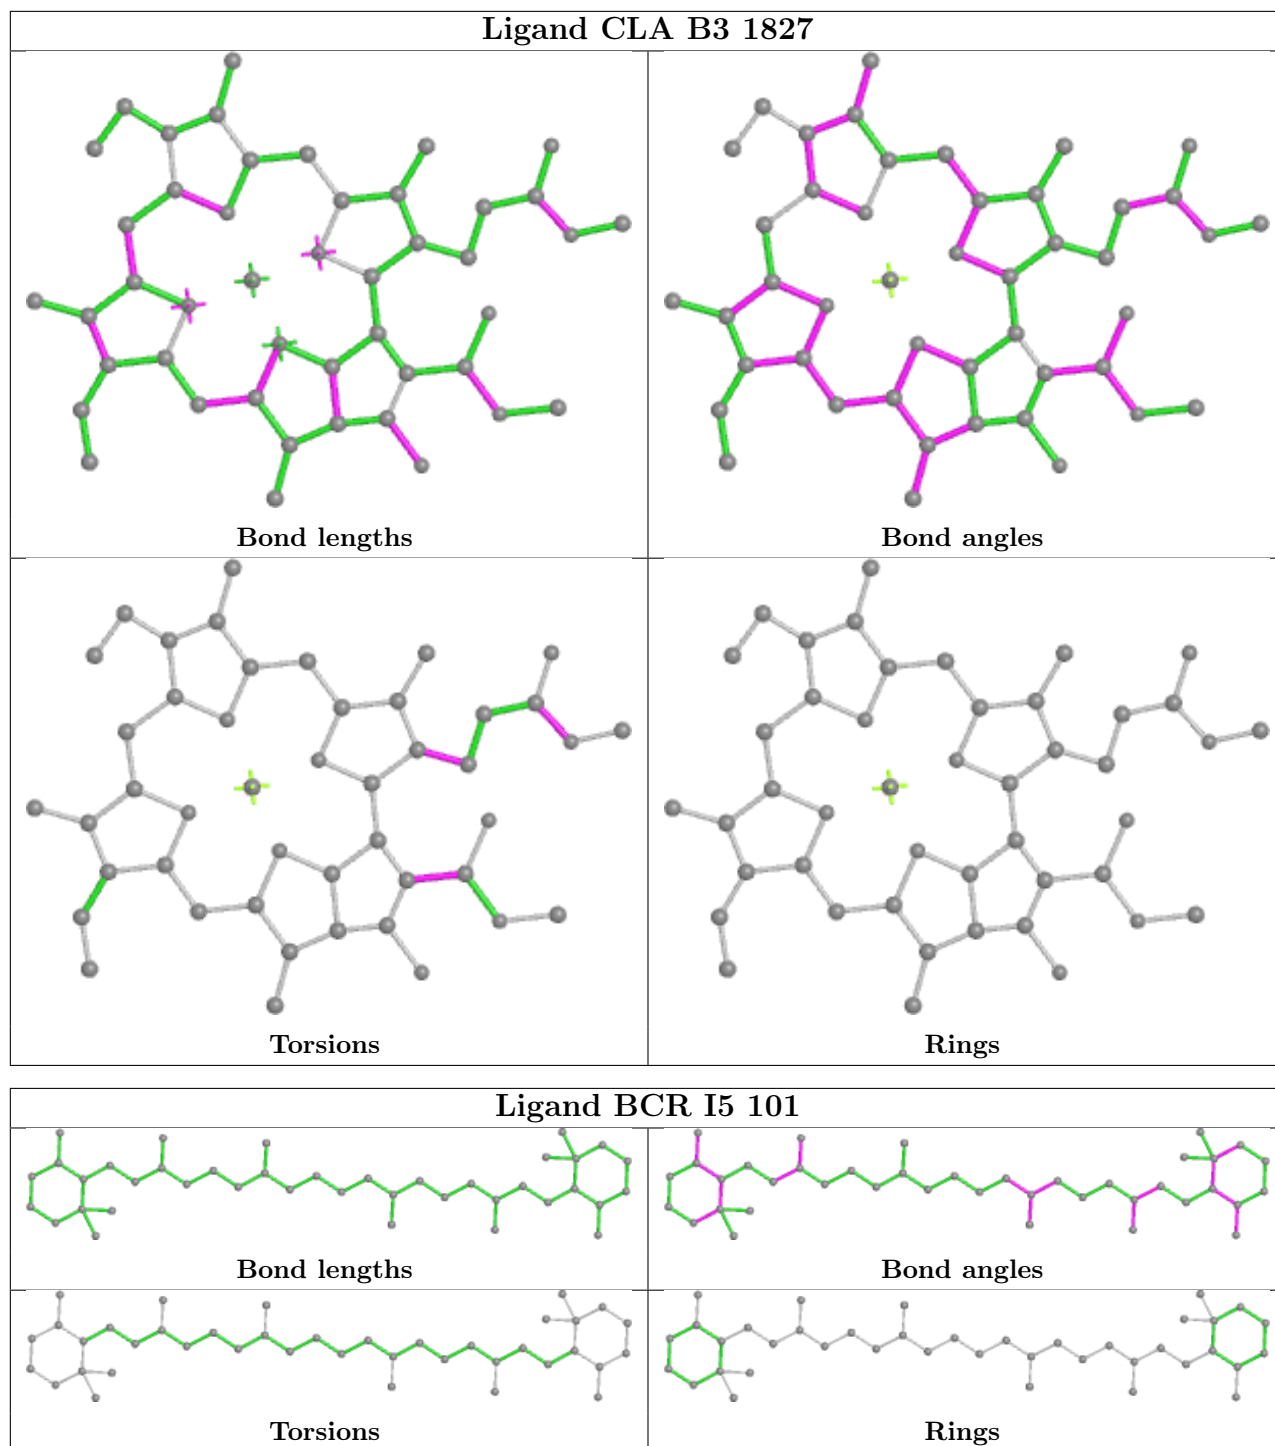 Ligand CLA B3 1827
Bond lengths
Bond angles
Torsions
Rings
Ligand BCR I5 101
Bond lengths
Bond angles
Torsions
Rings